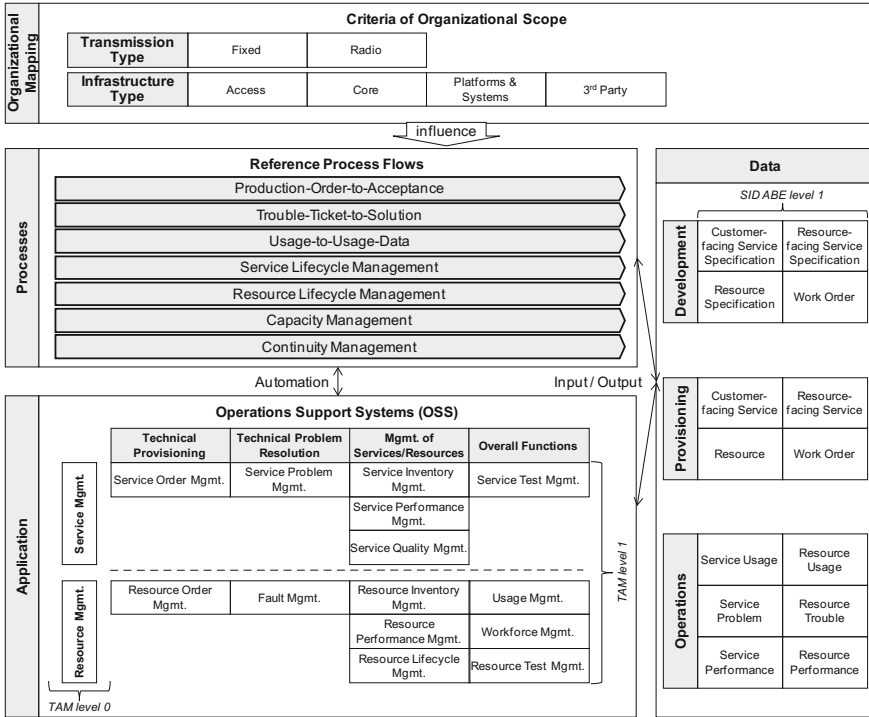 Organizational
Mapping
Criteria of Organizational Scope
Transmission
Type
Fixed
Radio
Infrastructure
Type
Access
Core
Platforms &
Systems
3rd Party
influence
Processes
Reference Process Flows
Production-Order-to-Acceptance
Trouble-Ticket-to-Solution
Usage-to-Usage-Data
Service Lifecycle Management
Resource Lifecycle Management
Capacity Management
Continuity Management
Automation
Input / Output
Application
Operations Support Systems (OSS)
Technical
Provisioning
Technical Problem
Resolution
Mgmt. of
Services/Resources
Overall Functions
Service Mgmt.
Service Order Mgmt.
Service Problem
Mgmt.
Service Inventory
Mgmt.
Service Test Mgmt.
Service Performance
Mgmt.
Service Quality Mgmt.
Resource Mgmt.
Resource Order
Mgmt.
Fault Mgmt.
Resource Inventory
Mgmt.
Usage Mgmt.
Resource
Performance Mgmt.
Workforce Mgmt.
Resource Lifecycle
Mgmt.
Resource Test Mgmt.
TAM level 1
TAM level 0
Data
SID ABE level 1
Development
Customer-
facing Service
Specification
Resource-
facing Service
Specification
Resource
Specification
Work Order
Provisioning
Customer-
facing Service
Resource-
facing Service
Resource
Work Order
Operations
Service Usage
Resource
Usage
Service
Problem
Resource
Trouble
Service
Performance
Resource
Performance